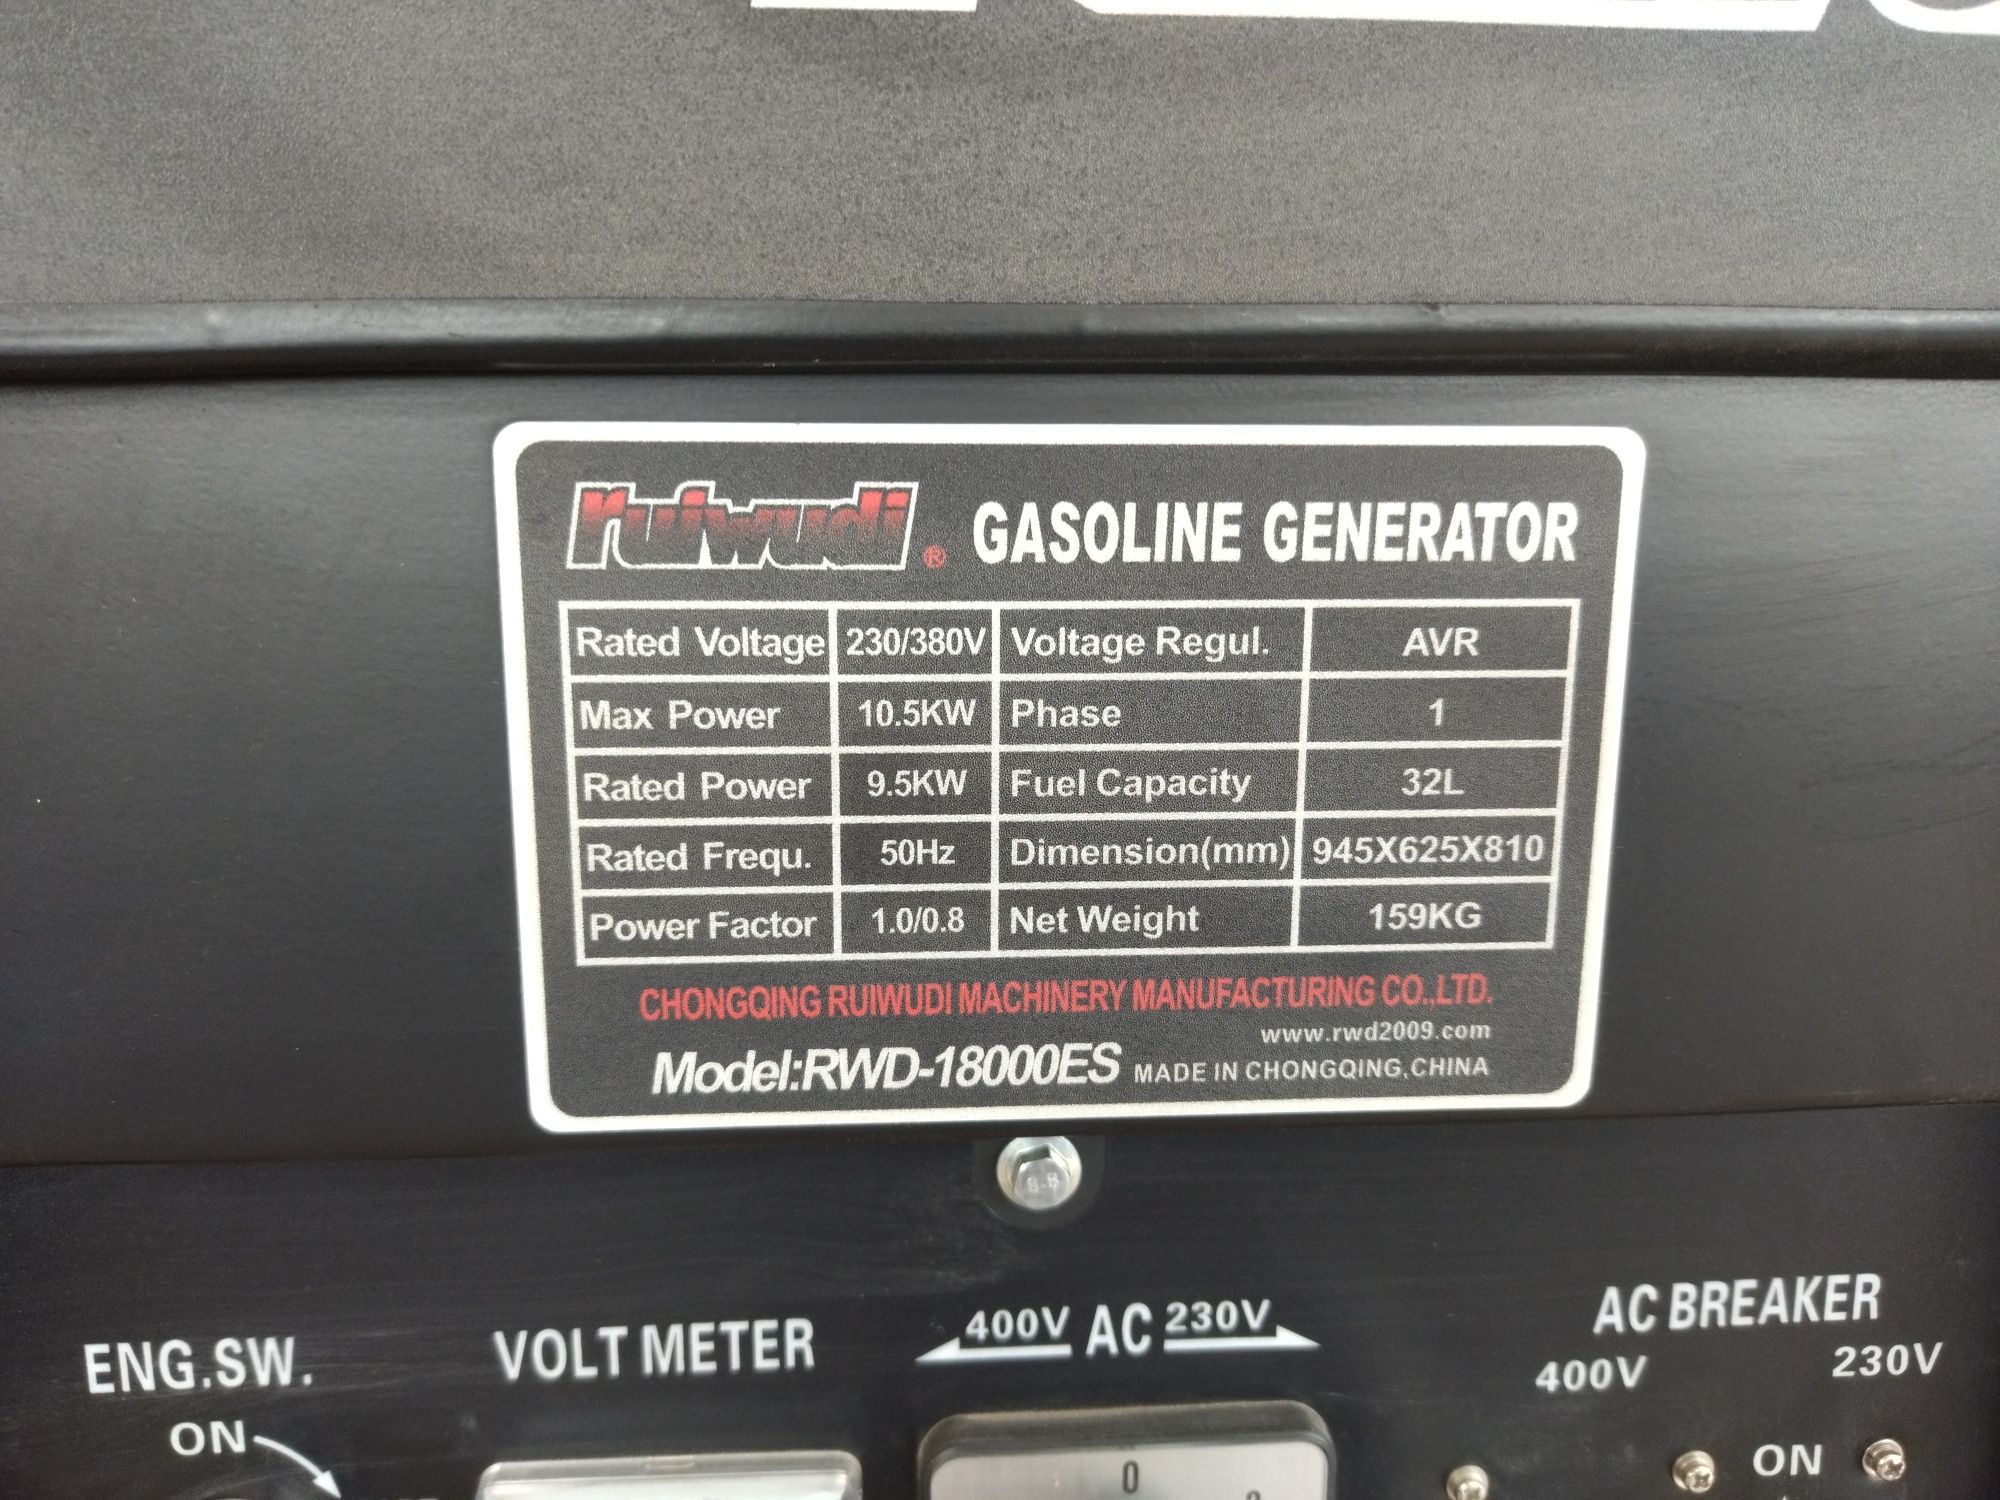 ruiwudi ® GASOLINE GENERATOR
Rated Voltage 230/380V Voltage Regul. AVR
Max Power 10.5KW Phase 1
Rated Power 9.5KW Fuel Capacity 32L
Rated Frequ. 50Hz Dimension(mm) 945X625X810
Power Factor 1.0/0.8 Net Weight 159KG
CHONGQING RUIWUDI MACHINERY MANUFACTURING CO.,LTD.
www.rwd2009.com
Model:RWD-18000ES MADE IN CHONGQING,CHINA
8.8
ENG.SW. VOLT METER 400V AC 230V AC BREAKER
400V 230V
ON ON
0